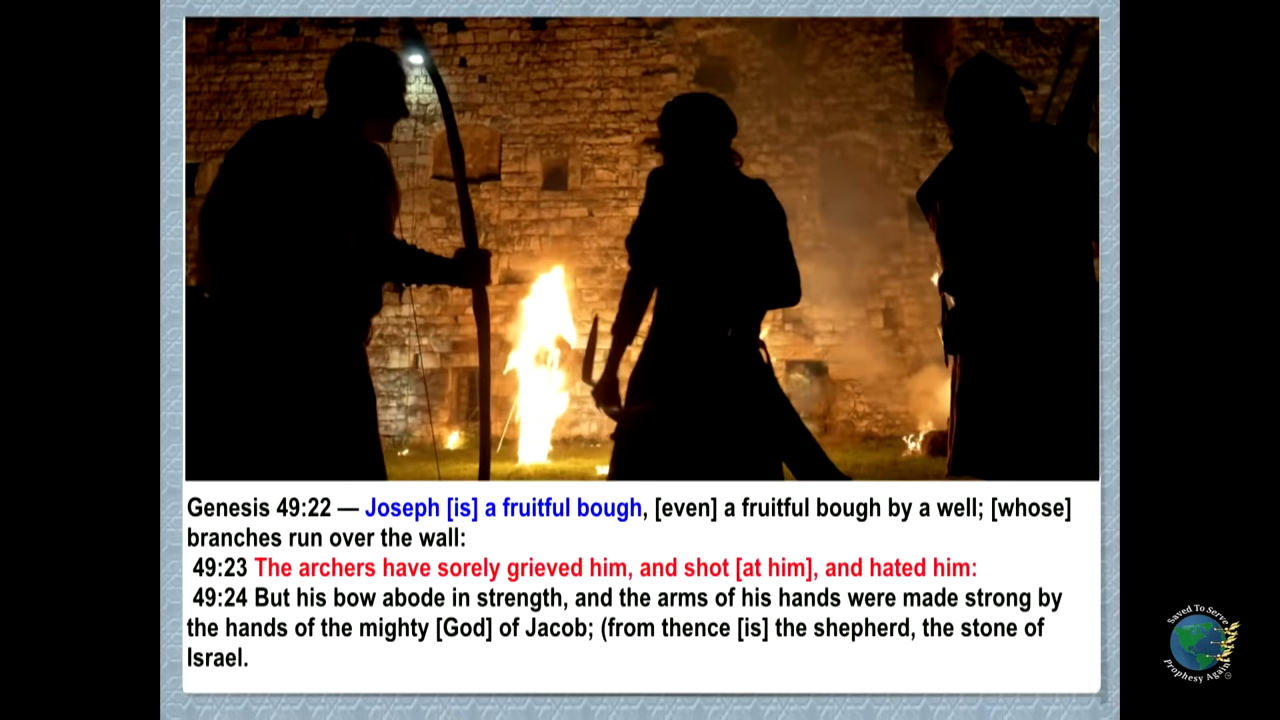 Genesis 49:22 — Joseph [is] a fruitful bough, [even] a fruitful bough by a well; [whose]
branches run over the wall:
49:23 The archers have sorely grieved him, and shot [at him], and hated him:
49:24 But his bow abode in strength, and the arms of his hands were made strong by
the hands of the mighty [God] of Jacob; (from thence [is] the shepherd, the stone of
Israel.
Saved To Serve
Prophesy Again